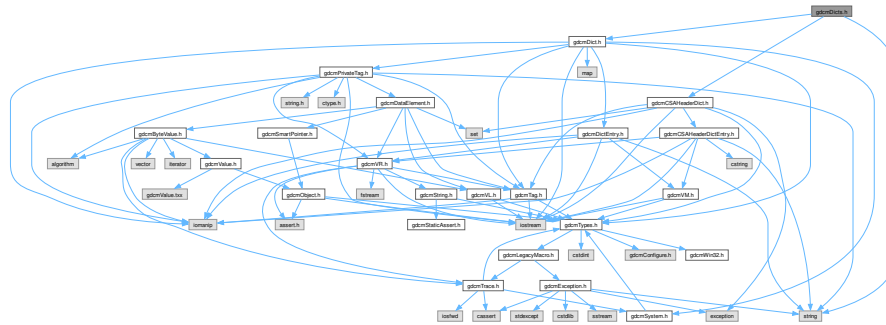 gdcmDicts.h
gdcmDict.h
map
gdcmPrivateTag.h
string.h
ctype.h
gdcmDataElement.h
gdcmCSAHeaderDict.h
gdcmByteValue.h
gdcmSmartPointer.h
set
gdcmDictEntry.h
gdcmCSAHeaderDictEntry.h
algorithm
vector
iterator
gdcmValue.h
gdcmVR.h
cstring
gdcmValue.txx
gdcmObject.h
fstream
gdcmString.h
gdcmVL.h
gdcmTag.h
gdcmVM.h
iomanip
assert.h
gdcmStaticAssert.h
iostream
gdcmTypes.h
gdcmLegacyMacro.h
cstdint
gdcmConfigure.h
gdcmWin32.h
gdcmTrace.h
gdcmException.h
iosfwd
cassert
stdexcept
cstdlib
sstream
gdcmSystem.h
exception
string